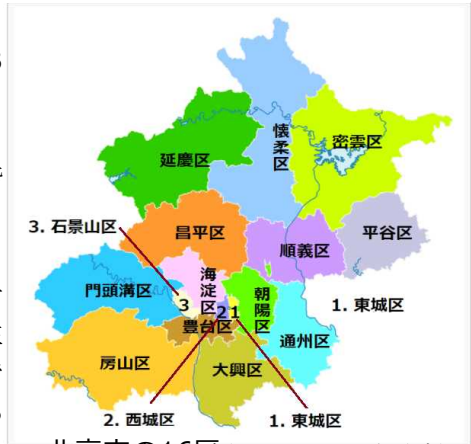 懐柔区
密雲区
延慶区
3. 石景山区
昌平区
順義区
平谷区
門頭溝区
海淀区
朝陽区
3
2
1
1. 東城区
豊台区
通州区
房山区
大興区
2. 西城区
1. 東城区
北京市の16区